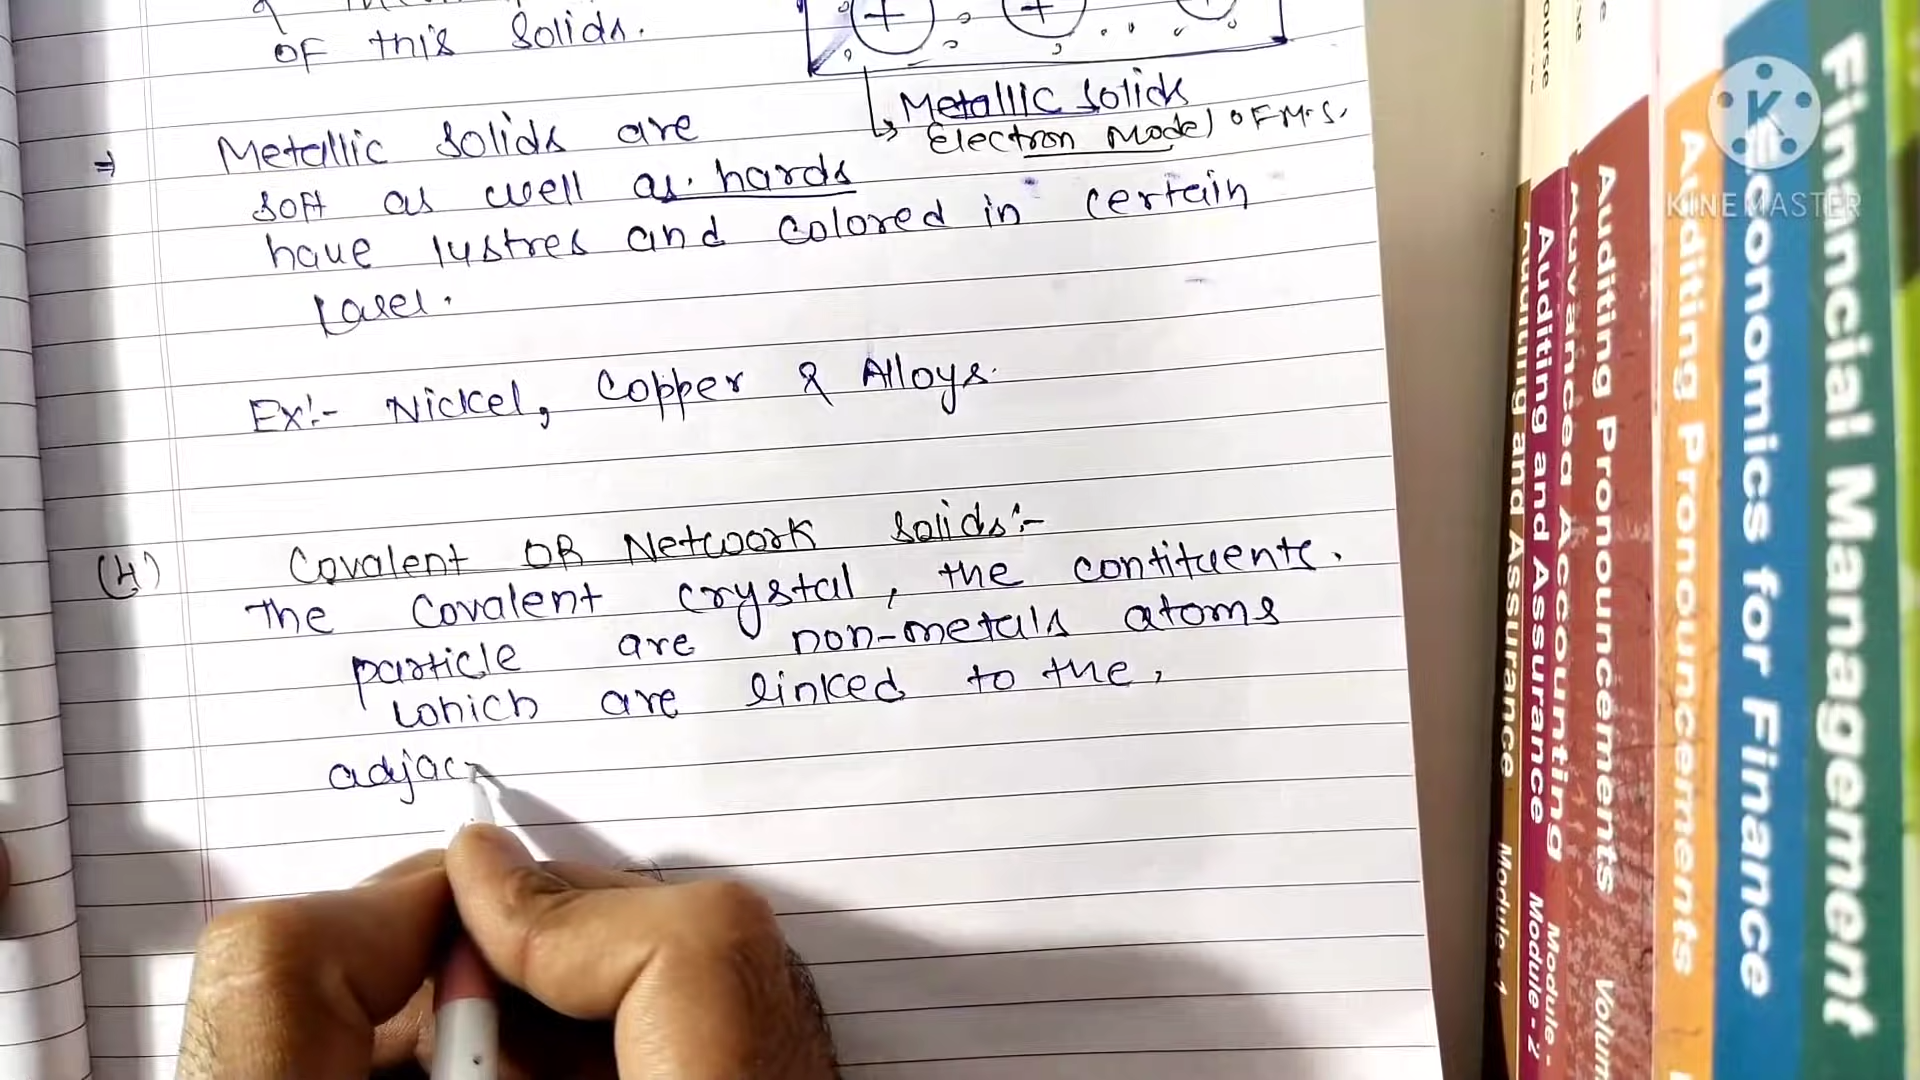 of this solids.
Metallic solids
Electron Model OF M.S.
⇒ Metallic solids are
soft as well as. hards
have lustres and colored in certain
Ex:- Nickel, Copper & Alloys.
(4) Covalent OR Netwoork solids:-
The Covalent crystal, the contituents.
particle are non-metals atoms
which are linked to the,
adjac
Financial Management
Economics for Finance
Auditing Pronouncements
Auditing Pronouncements Volum
Advanced Accounting Module -
Auditing and Assurance Module - 2
Auditing and Assurance Module - 1
K
KINEMASTER